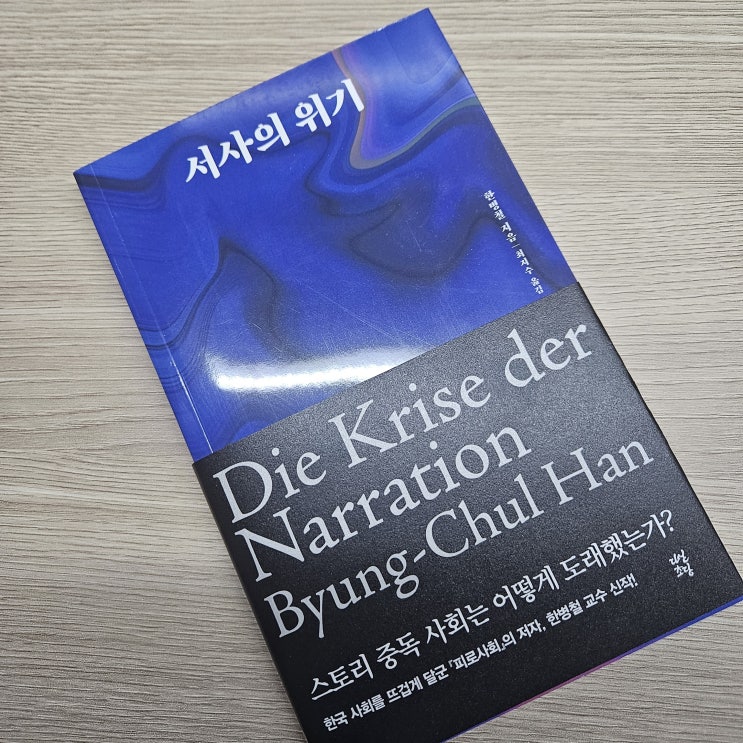 서사의 위기
한병철 지음 | 최지수 옮김
Die Krise der
Narration
Byung-Chul Han
스토리 중독 사회는 어떻게 도래했는가?
한국 사회를 뜨겁게 달군 『피로사회』의 저자, 한병철 교수 신작!
다산
초당